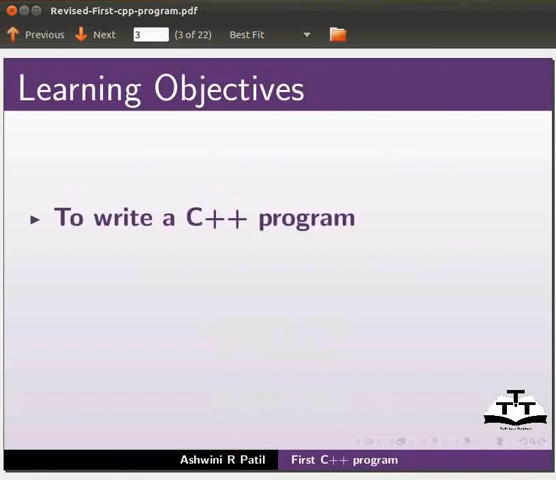 Revised-First-cpp-program.pdf
Previous Next 3 (3 of 22) Best Fit
Learning Objectives
► To write a C++ program
TTT
Ashwini R Patil First C++ program